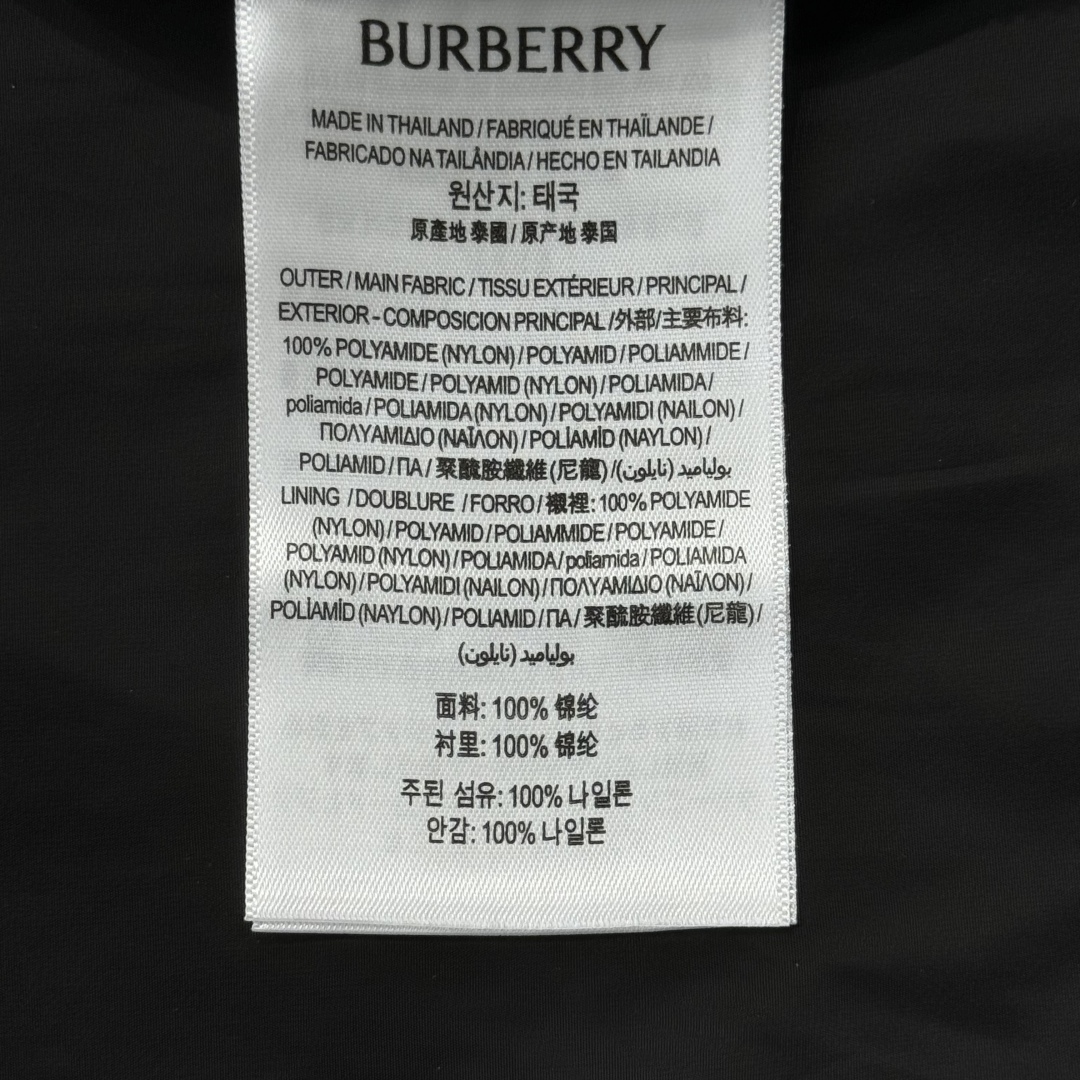 BURBERRY
MADE IN THAILAND / FABRIQUÉ EN THAÏLANDE /
FABRICADO NA TAILÂNDIA / HECHO EN TAILANDIA
원산지: 태국
原產地 泰國 / 原产地 泰国
OUTER / MAIN FABRIC / TISSU EXTÉRIEUR / PRINCIPAL /
EXTERIOR - COMPOSICION PRINCIPAL /外部/主要布料:
100% POLYAMIDE (NYLON) / POLYAMID / POLIAMMIDE /
POLYAMIDE / POLYAMID (NYLON) / POLIAMIDA /
poliamida / POLIAMIDA (NYLON) / POLYAMIDI (NAILON) /
ΠΟΛΥΑΜΙΔΙΟ (ΝΑΪΛΟΝ) / POLİAMİD (NAYLON) /
POLIAMID / ПА / 聚醯胺纖維 (尼龍) / بولياميد (نايلون)
LINING / DOUBLURE / FORRO / 襯裡: 100% POLYAMIDE
(NYLON) / POLYAMID / POLIAMMIDE / POLYAMIDE /
POLYAMID (NYLON) / POLIAMIDA / poliamida / POLIAMIDA
(NYLON) / POLYAMIDI (NAILON) / ΠΟΛΥΑΜΙΔΙΟ (ΝΑΪΛΟΝ) /
POLİAMİD (NAYLON) / POLIAMID / ПА / 聚醯胺纖維 (尼龍) /
بولياميد (نايلون)
面料: 100% 锦纶
衬里: 100% 锦纶
주된 섬유: 100% 나일론
안감: 100% 나일론